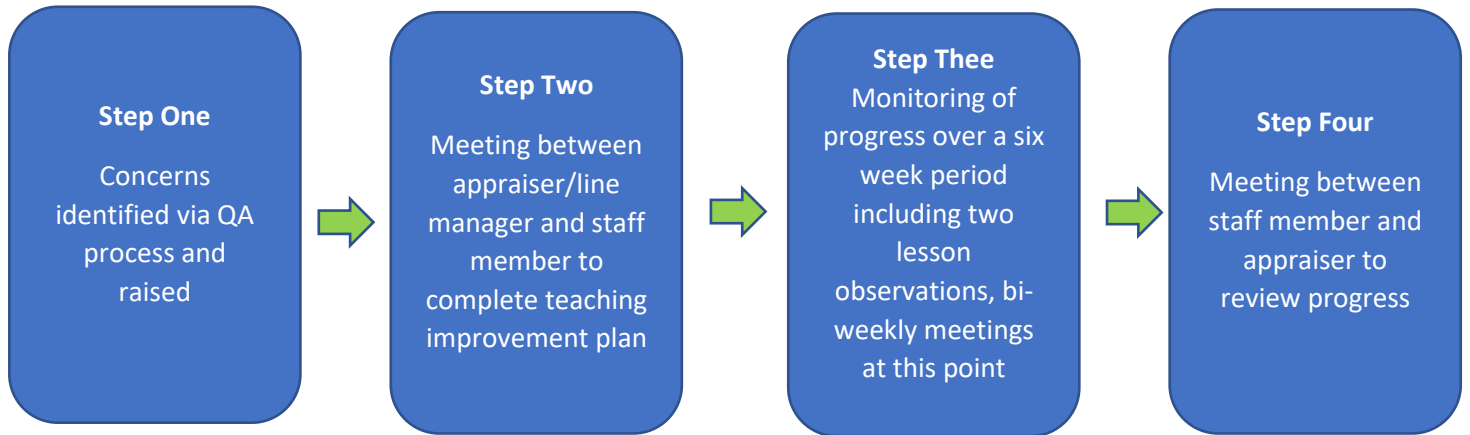 Step One
Concerns
identified via QA
process and
raised
Step Two
Meeting between
appraiser/line
manager and staff
member to
complete teaching
improvement plan
Step Thee
Monitoring of
progress over a six
week period
including two
lesson
observations, bi-
weekly meetings
at this point
Step Four
Meeting between
staff member and
appraiser to
review progress